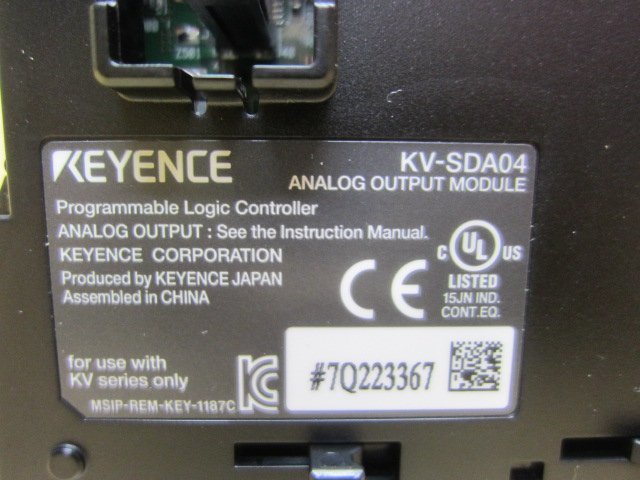 KEYENCE
KV-SDA04
ANALOG OUTPUT MODULE
Programmable Logic Controller
ANALOG OUTPUT : See the Instruction Manual.
KEYENCE CORPORATION
Produced by KEYENCE JAPAN
Assembled in CHINA
CE
C UL US
LISTED
15JN IND.
CONT.EQ.
for use with
KV series only
MSIP-REM-KEY-1187C
#7Q223367